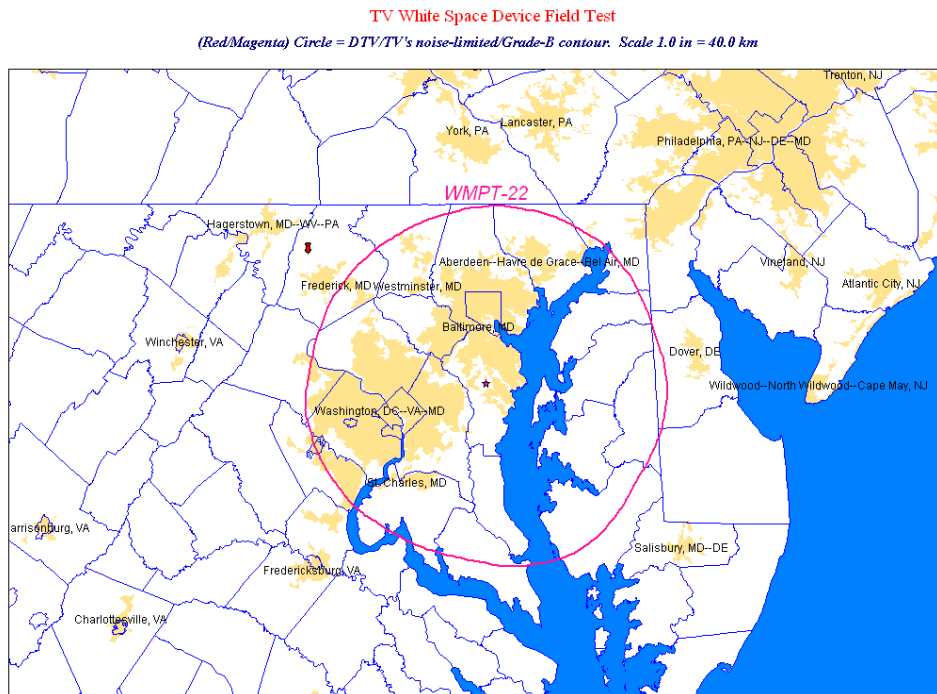 TV White Space Device Field Test
(Red/Magenta) Circle = DTV/TV's noise-limited/Grade-B contour. Scale 1.0 in = 40.0 km
Trenton, NJ
Lancaster, PA
York, PA
Philadelphia, PA--NJ--DE--MD
WMPT-22
Hagerstown, MD--WV--PA
Aberdeen--Havre de Grace--Bel Air, MD
Vineland, NJ
Frederick, MD
Westminster, MD
Atlantic City, NJ
Baltimore, MD
Winchester, VA
Dover, DE
Wildwood--North Wildwood--Cape May, NJ
Washington, DC--VA--MD
St. Charles, MD
arrisonburg, VA
Salisbury, MD--DE
Fredericksburg, VA
Charlottesville, VA